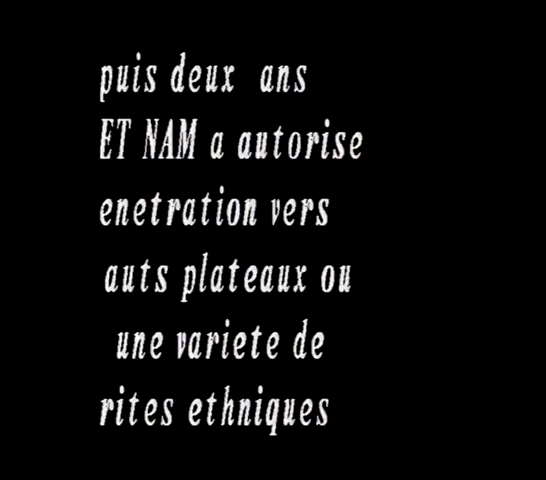 puis deux ans
ET NAM a autorise
enetration vers
auts plateaux ou
une variete de
rites ethniques